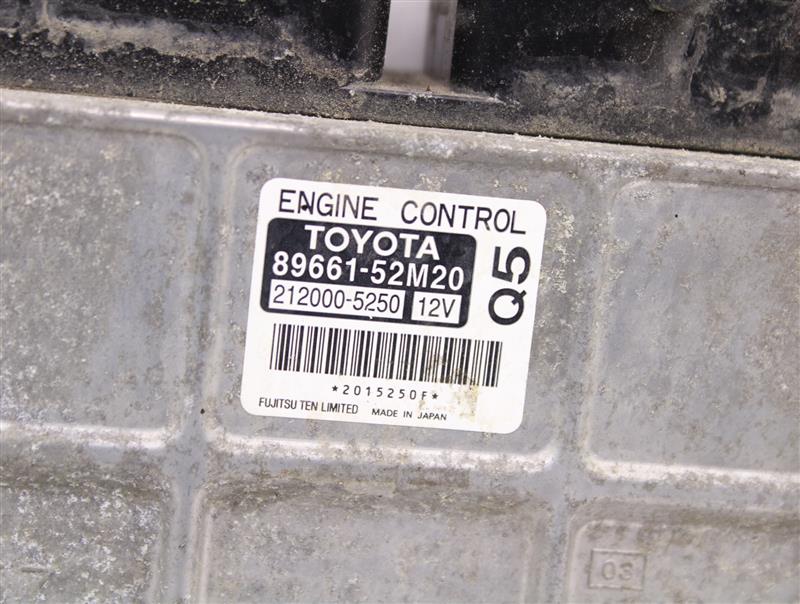 ENGINE CONTROL
TOYOTA
89661-52M20
212000-5250 12V
Q5
*2015250F*
FUJITSU TEN LIMITED MADE IN JAPAN
03